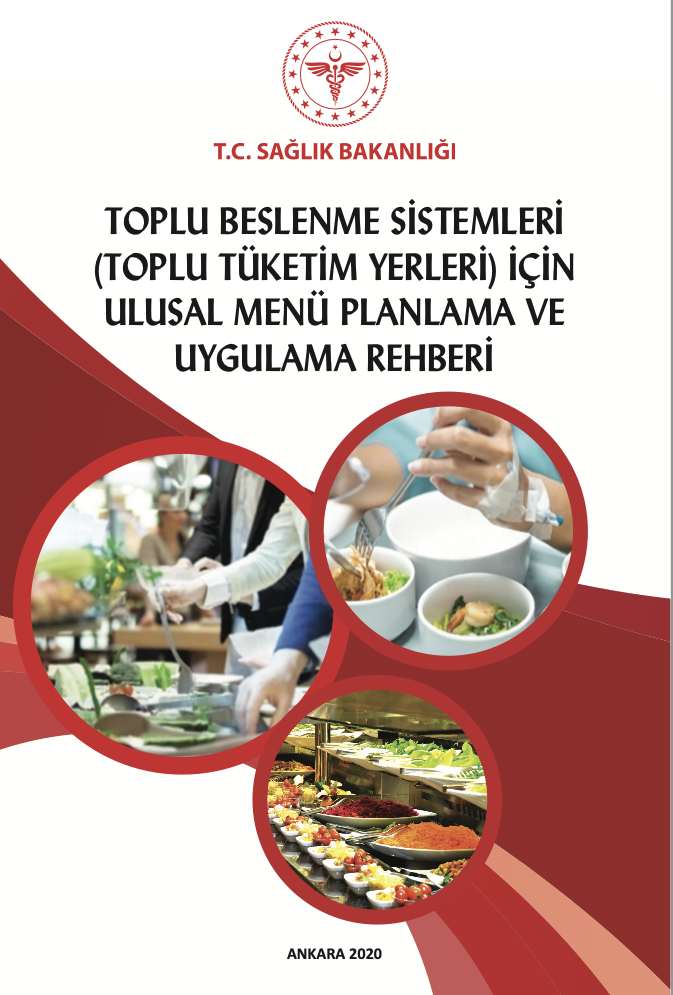 T.C. SAĞLIK BAKANLIĞI
TOPLU BESLENME SİSTEMLERİ
(TOPLU TÜKETİM YERLERİ) İÇİN
ULUSAL MENÜ PLANLAMA VE
UYGULAMA REHBERİ
ANKARA 2020